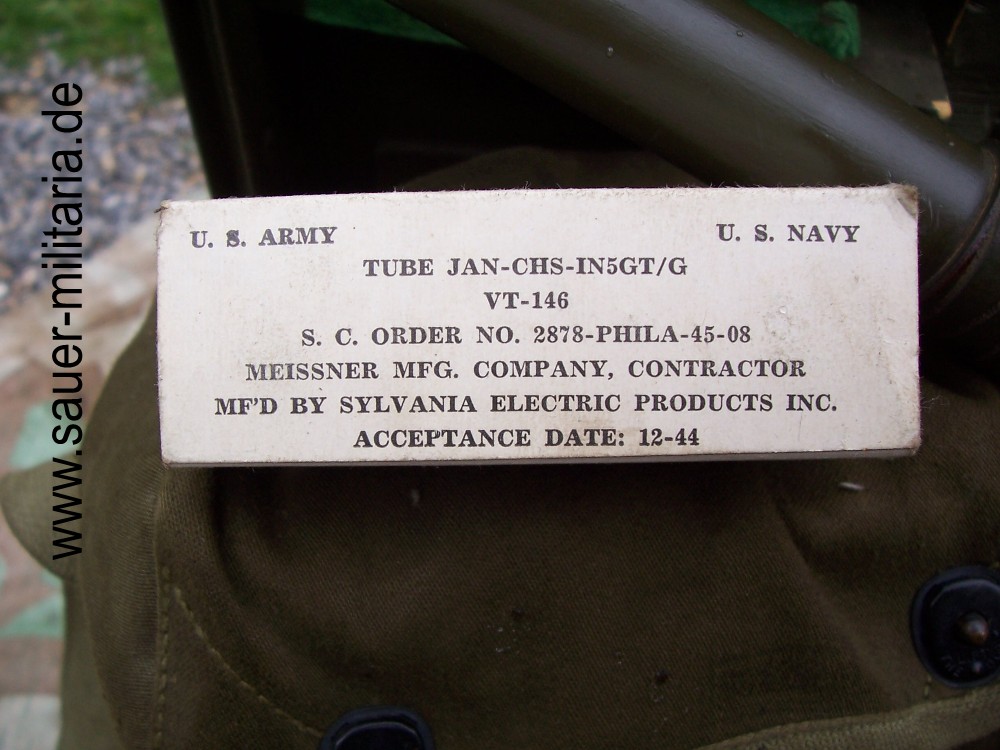 www.sauer-militaria.de
U. S. ARMY U. S. NAVY
TUBE JAN-CHS-IN5GT/G
VT-146
S. C. ORDER NO. 2878-PHILA-45-08
MEISSNER MFG. COMPANY, CONTRACTOR
MF'D BY SYLVANIA ELECTRIC PRODUCTS INC.
ACCEPTANCE DATE: 12-44